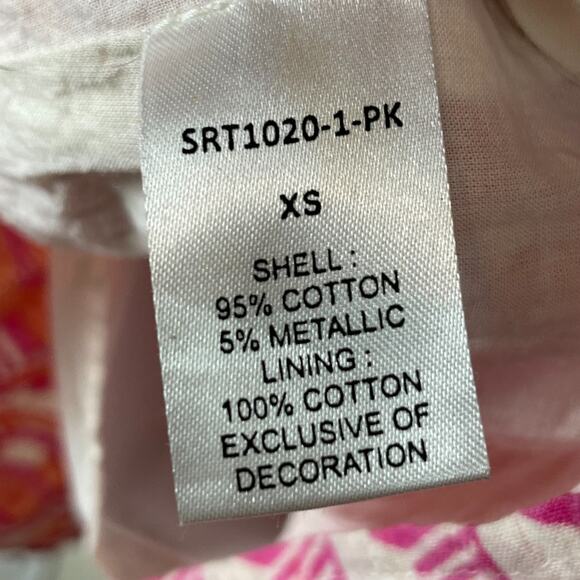 SRT1020-1-PK
XS
SHELL :
95% COTTON
5% METALLIC
LINING :
100% COTTON
EXCLUSIVE OF
DECORATION